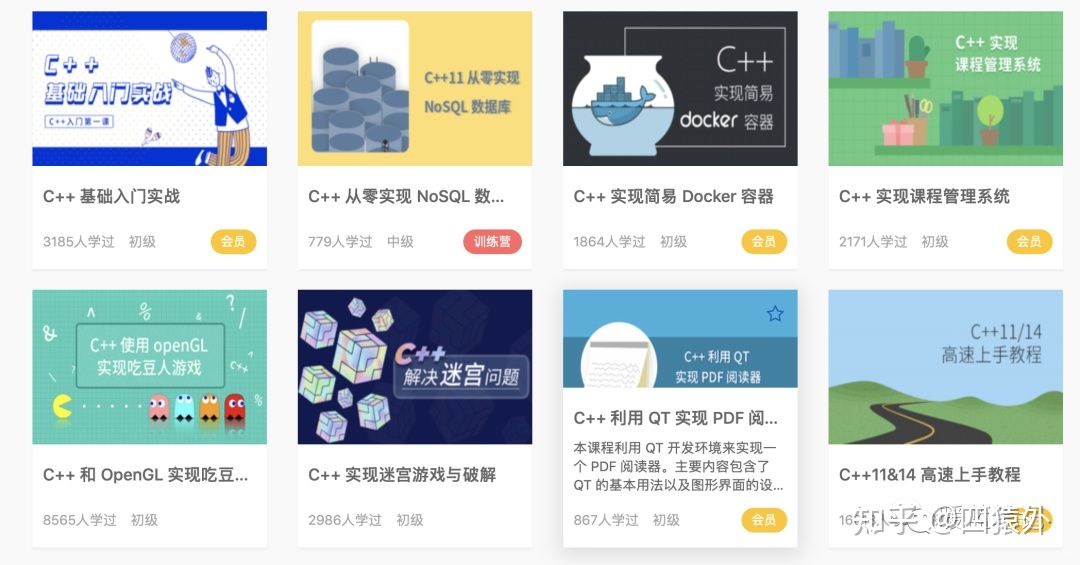 C++
基础入门实战
C++入门第一课
C++11 从零实现
NoSQL 数据库
C++
实现简易
docker 容器
C++ 实现
课程管理系统
C++ 基础入门实战
3185人学过 初级
会员
C++ 从零实现 NoSQL 数...
779人学过 中级
训练营
C++ 实现简易 Docker 容器
1864人学过 初级
会员
C++ 实现课程管理系统
2171人学过 初级
会员
C++ 使用 openGL
实现吃豆人游戏
C++
C++
解决迷宫问题
C++ 利用 QT
实现 PDF 阅读器
C++11/14
高速上手教程
C++ 和 OpenGL 实现吃豆...
8565人学过 初级
C++ 实现迷宫游戏与破解
2986人学过 初级
C++ 利用 QT 实现 PDF 阅...
本课程利用 QT 开发环境来实现一
个 PDF 阅读器。主要内容包含了
QT 的基本用法以及图形界面的设...
867人学过 初级
会员
C++11&14 高速上手教程
知乎 @四猿外